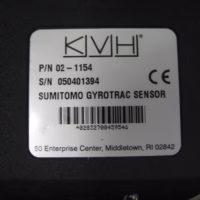 KVH®
P/N 02-1154
S/N 050401394 CE
SUMITOMO GYROTRAC SENSOR
50 Enterprise Center, Middletown, RI 02842